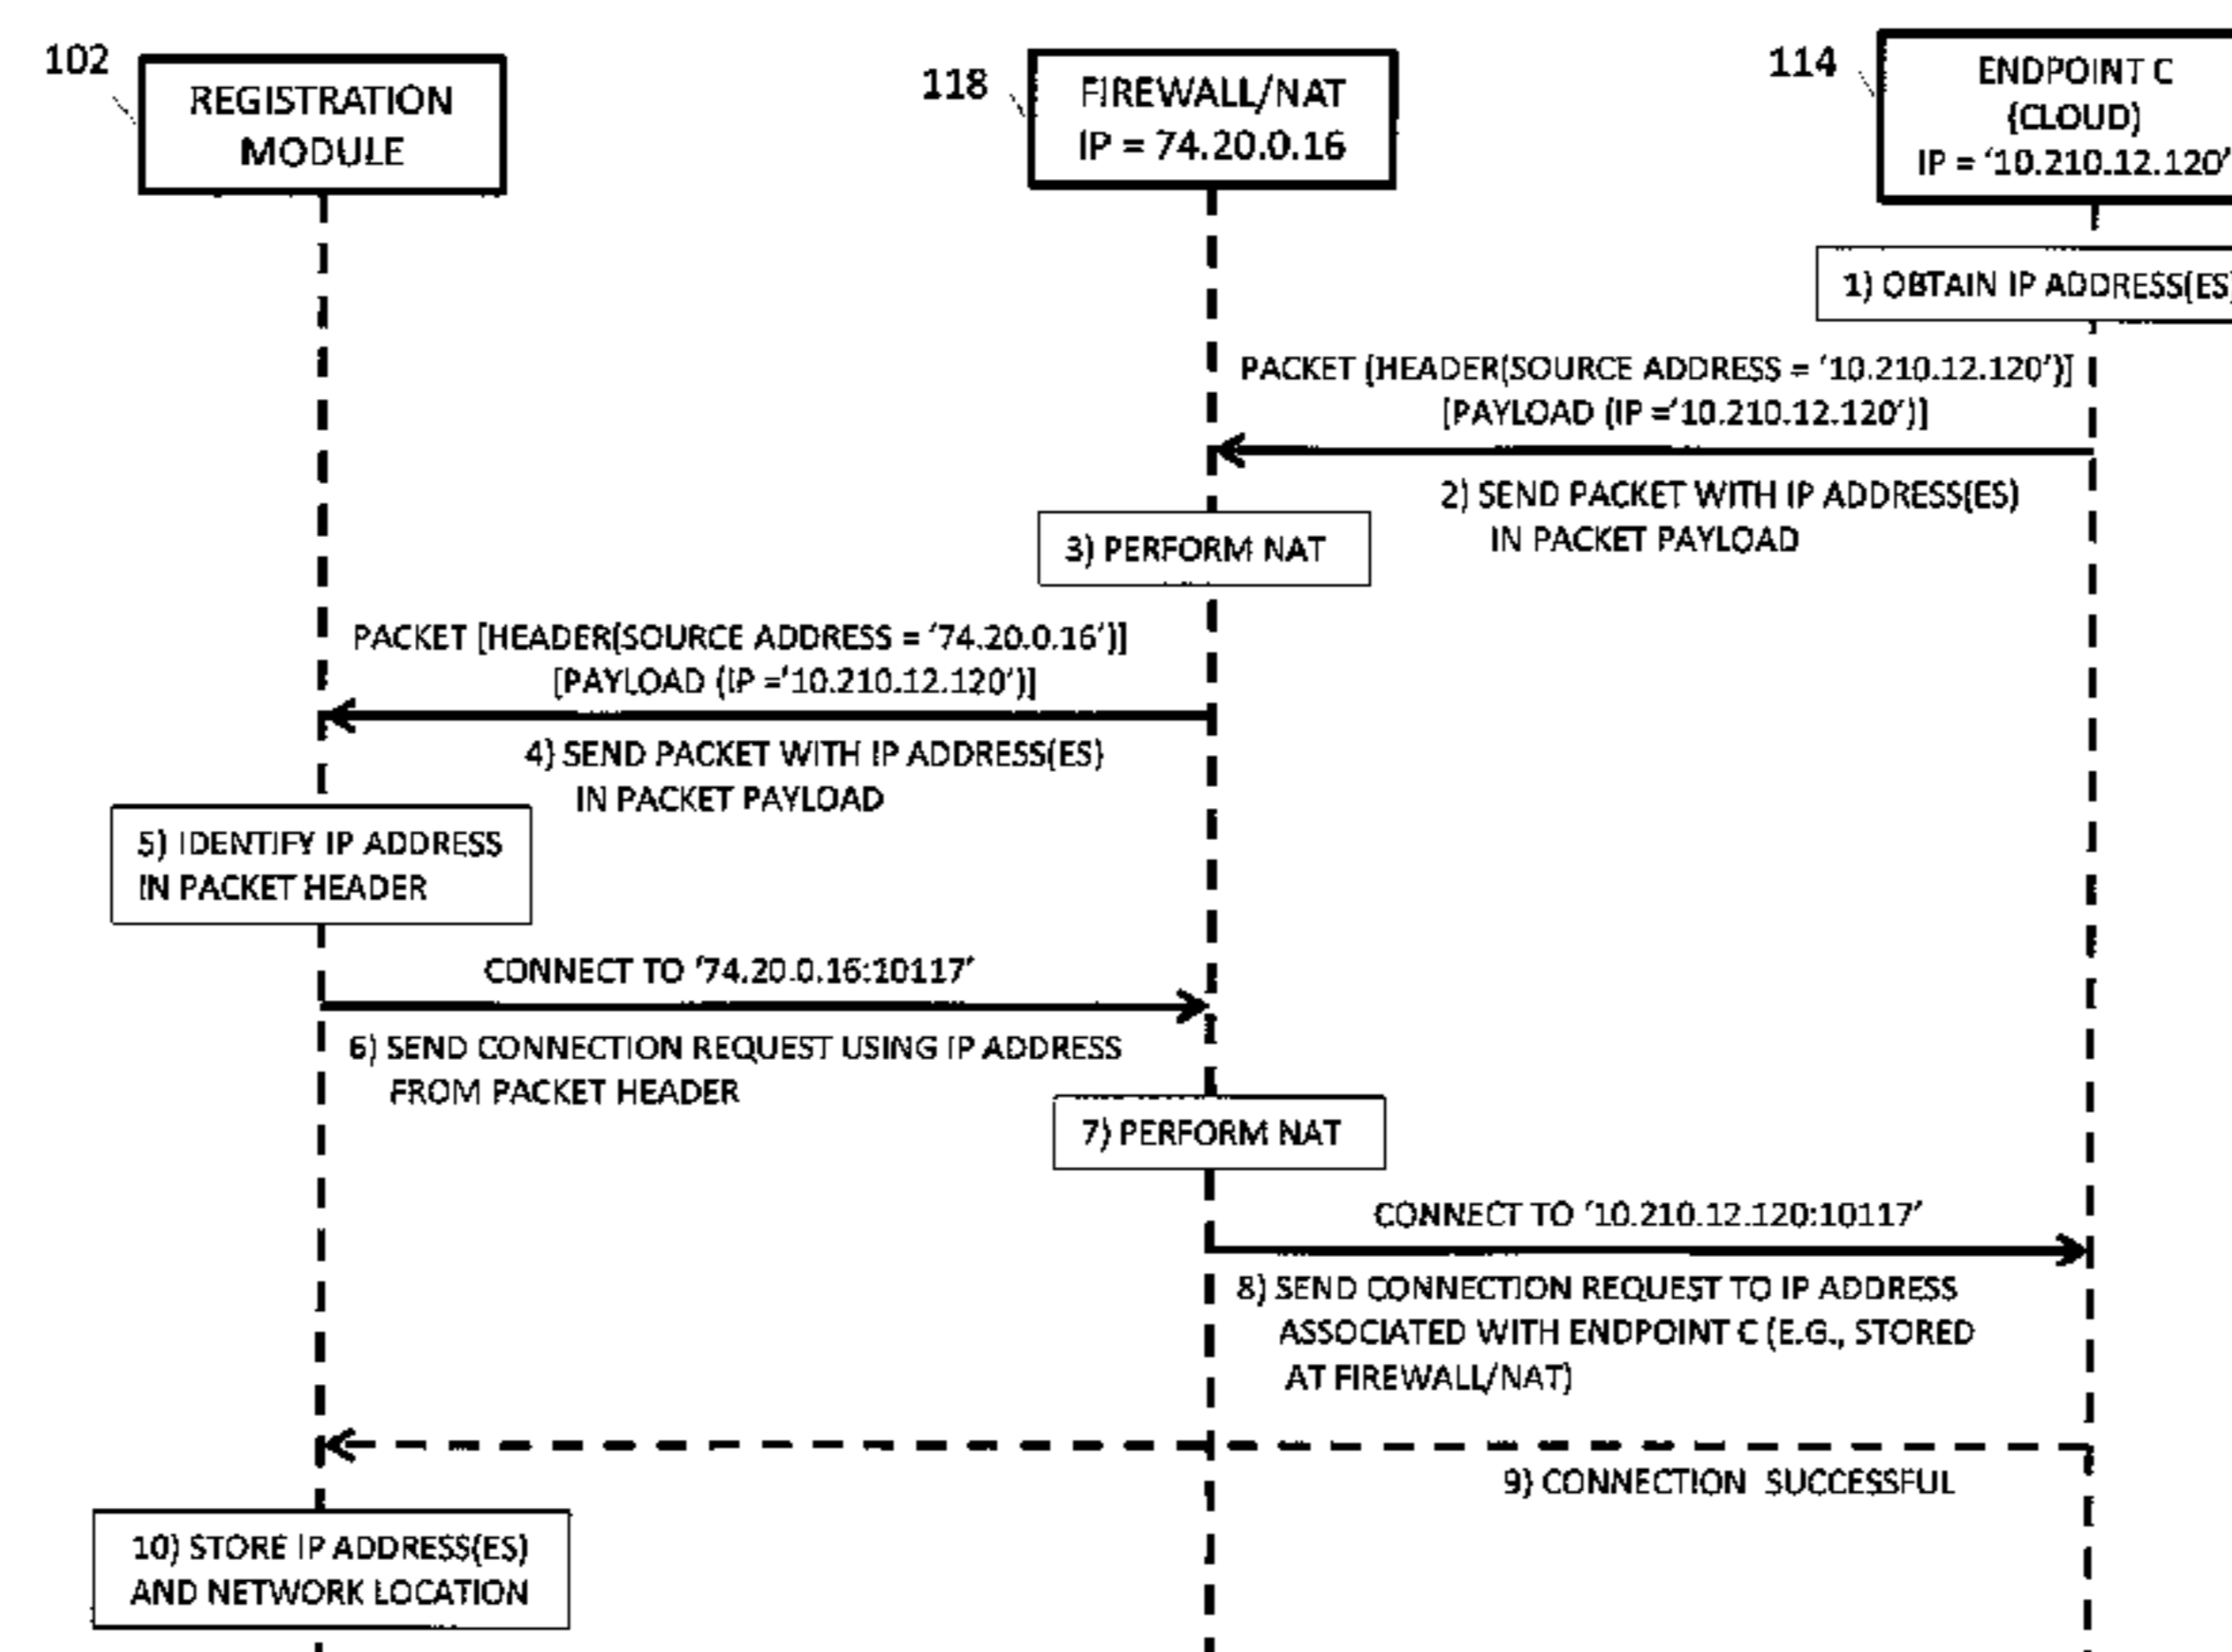 102
REGISTRATION
MODULE
118
FIREWALL/NAT
IP = 74.20.0.16
114
ENDPOINT C
(CLOUD)
IP = ‘10.210.12.120’
1) OBTAIN IP ADDRESS(ES)
PACKET [HEADER(SOURCE ADDRESS = ‘10.210.12.120’)]
[PAYLOAD (IP =‘10.210.12.120’)]
2) SEND PACKET WITH IP ADDRESS(ES)
IN PACKET PAYLOAD
3) PERFORM NAT
PACKET [HEADER(SOURCE ADDRESS = ‘74.20.0.16’)]
[PAYLOAD (IP =‘10.210.12.120’)]
4) SEND PACKET WITH IP ADDRESS(ES)
IN PACKET PAYLOAD
5) IDENTIFY IP ADDRESS
IN PACKET HEADER
CONNECT TO ‘74.20.0.16:10117’
6) SEND CONNECTION REQUEST USING IP ADDRESS
FROM PACKET HEADER
7) PERFORM NAT
CONNECT TO ‘10.210.12.120:10117’
8) SEND CONNECTION REQUEST TO IP ADDRESS
ASSOCIATED WITH ENDPOINT C (E.G., STORED
AT FIREWALL/NAT)
9) CONNECTION SUCCESSFUL
10) STORE IP ADDRESS(ES)
AND NETWORK LOCATION